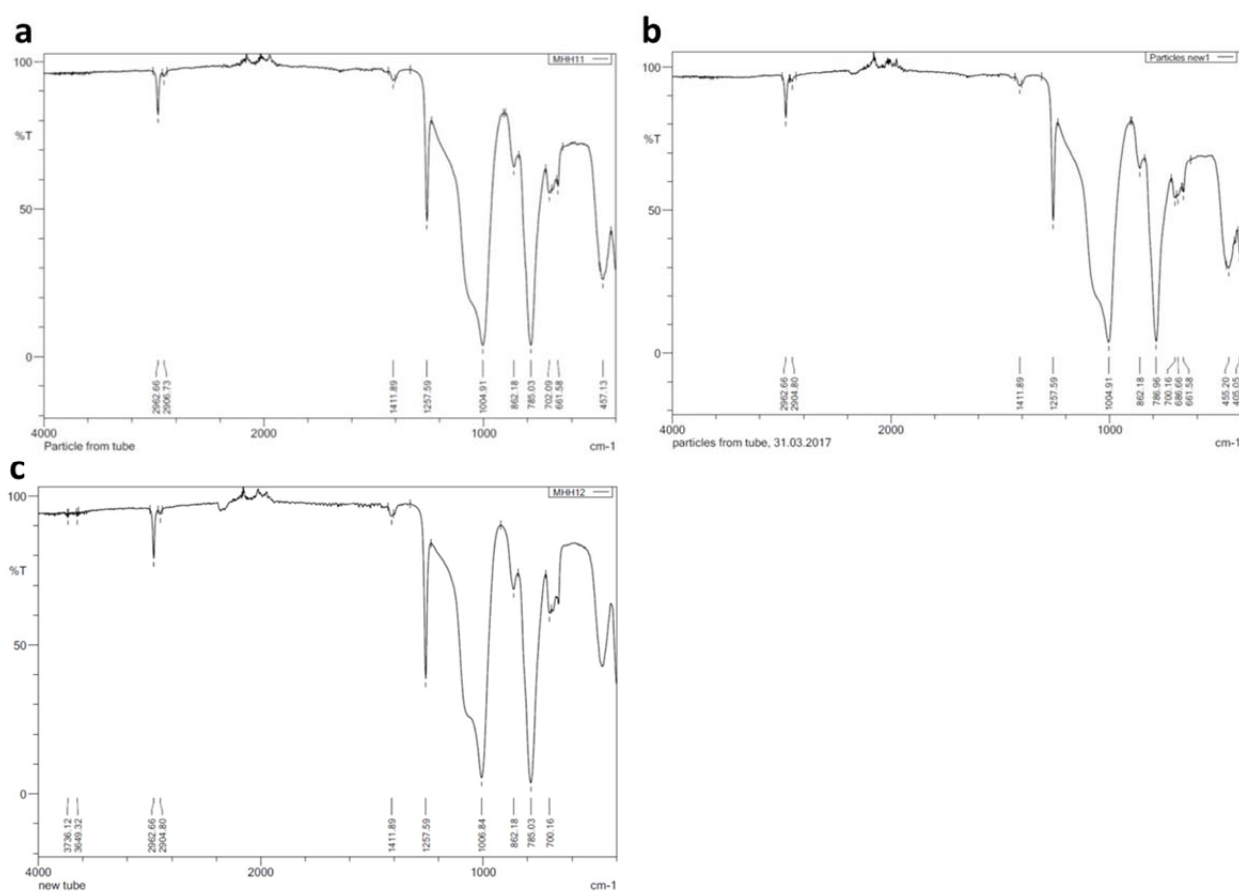 a
MHH11
100
%T
50
0
2962.66
2906.73
1411.89
1257.59
1004.91
862.18
785.03
702.09
661.58
457.13
4000 2000 1000
Particle from tube cm-1
b
Particles new1
100
%T
50
0
2962.66
2904.80
1411.89
1257.59
1004.91
862.18
786.96
700.16
686.66
661.58
455.20
405.05
4000 2000 1000
particles from tube, 31.03.2017 cm-1
c
MHH12
100
%T
50
0
3736.12
3649.32
2962.66
2904.80
1411.89
1257.59
1006.84
862.18
785.03
700.16
4000 2000 1000
new tube cm-1